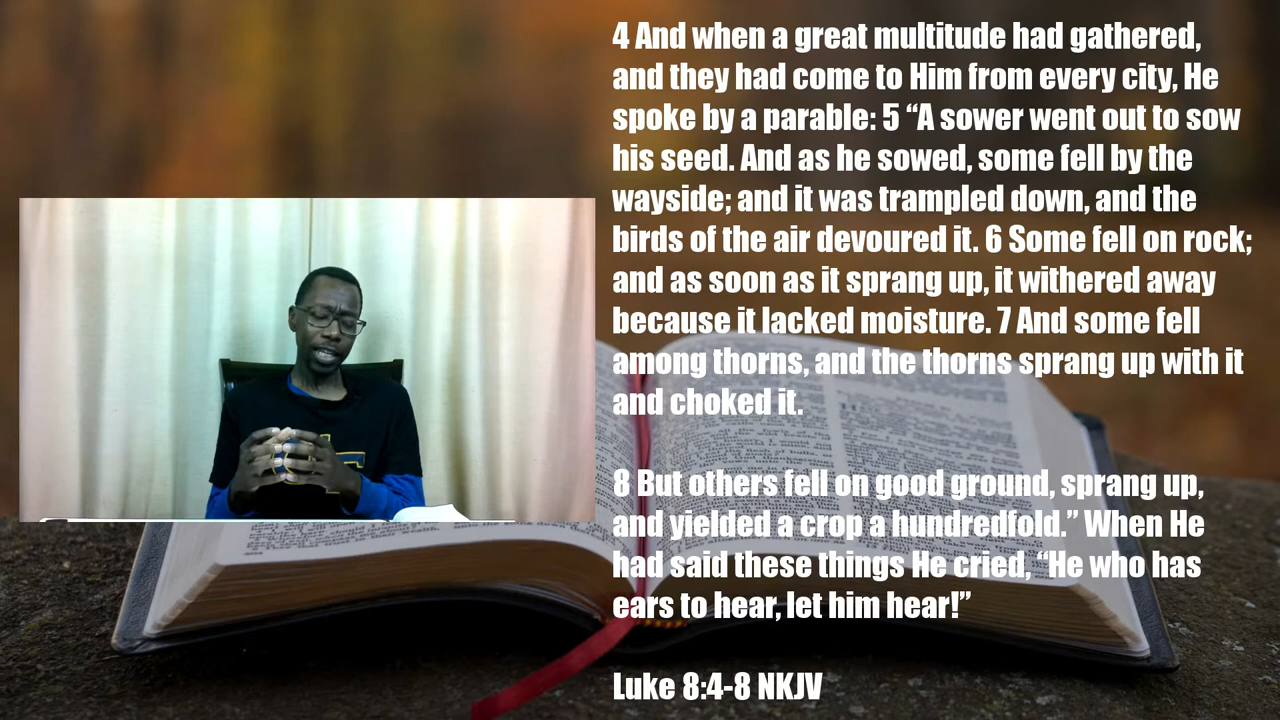 4 And when a great multitude had gathered,
and they had come to Him from every city, He
spoke by a parable: 5 “A sower went out to sow
his seed. And as he sowed, some fell by the
wayside; and it was trampled down, and the
birds of the air devoured it. 6 Some fell on rock;
and as soon as it sprang up, it withered away
because it lacked moisture. 7 And some fell
among thorns, and the thorns sprang up with it
and choked it.
8 But others fell on good ground, sprang up,
and yielded a crop a hundredfold.” When He
had said these things He cried, “He who has
ears to hear, let him hear!”
Luke 8:4-8 NKJV